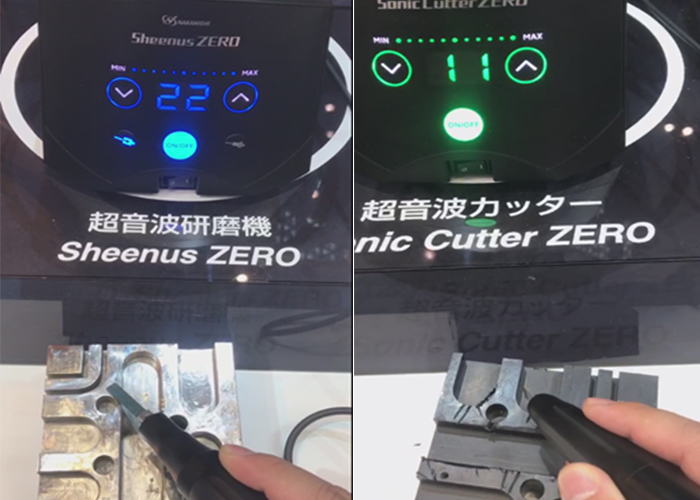 NAKANISHI
Sheenus ZERO
MIN
MAX
22
ON/OFF
超音波研磨機
Sheenus ZERO
Sonic Cutter ZERO
MIN
MAX
11
ON/OFF
超音波カッター
nic Cutter ZERO